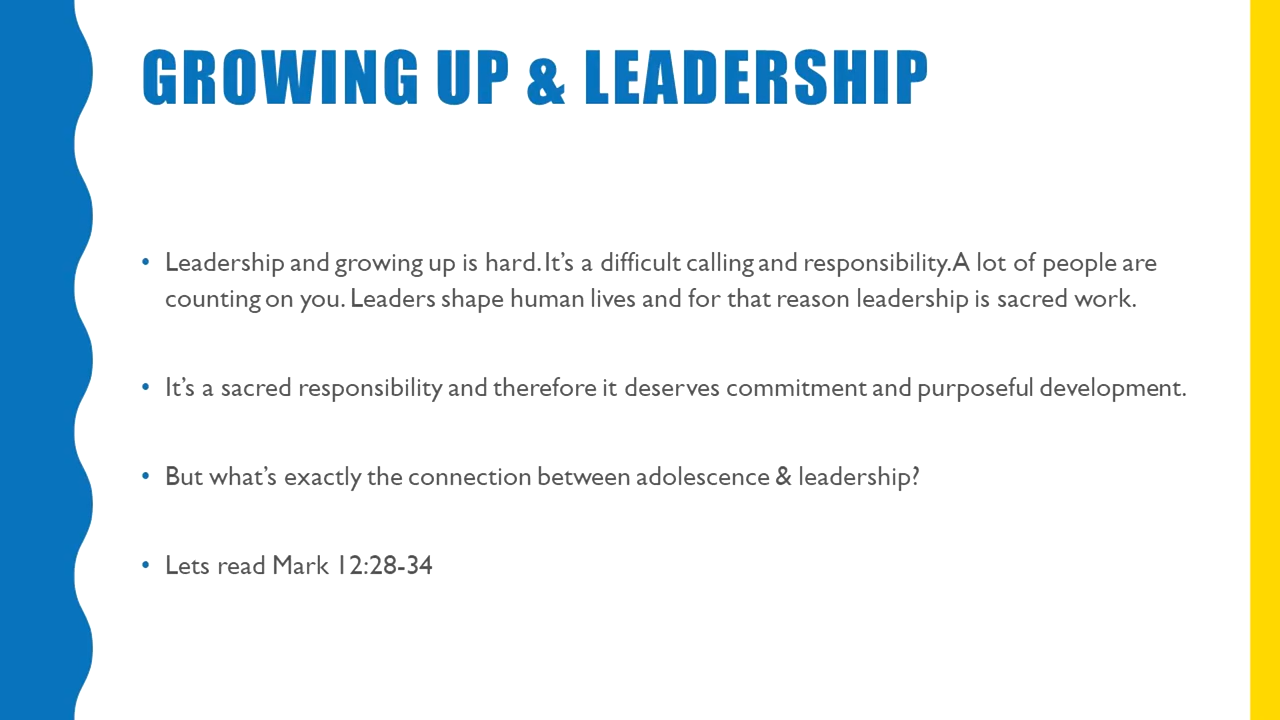 GROWING UP & LEADERSHIP
• Leadership and growing up is hard. It’s a difficult calling and responsibility. A lot of people are
counting on you. Leaders shape human lives and for that reason leadership is sacred work.
• It’s a sacred responsibility and therefore it deserves commitment and purposeful development.
• But what’s exactly the connection between adolescence & leadership?
• Lets read Mark 12:28-34